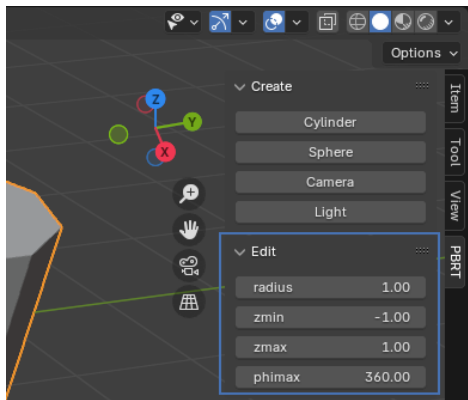 Options
Create
Cylinder
Sphere
Camera
Light
Edit
radius 1.00
zmin -1.00
zmax 1.00
phimax 360.00
Z
Y
X
Item
Tool
View
PBRT